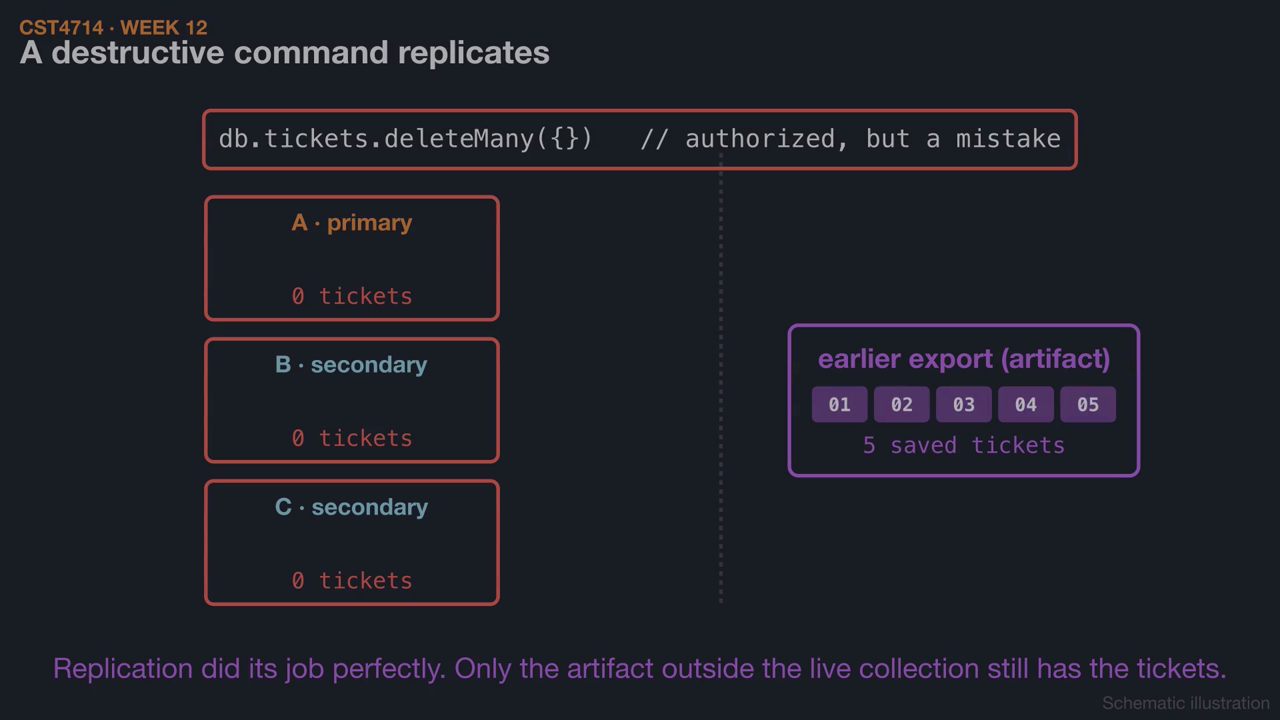 CST4714 · WEEK 12
A destructive command replicates
db.tickets.deleteMany({})   // authorized, but a mistake
A · primary
0 tickets
B · secondary
0 tickets
C · secondary
0 tickets
earlier export (artifact)
01 02 03 04 05
5 saved tickets
Replication did its job perfectly. Only the artifact outside the live collection still has the tickets.
Schematic illustration